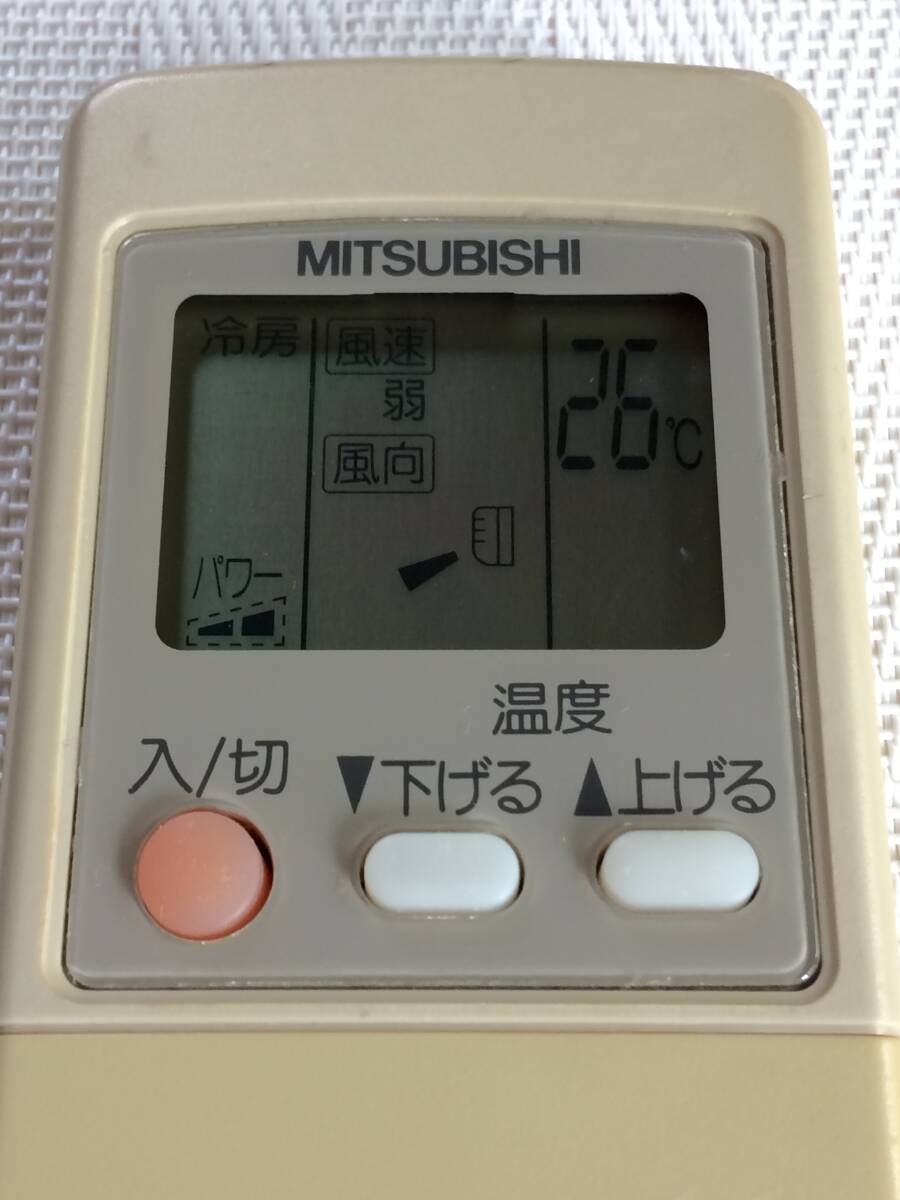 MITSUBISHI
冷房
風速
弱
風向
26℃
パワー
温度
入/切
▼下げる
▲上げる